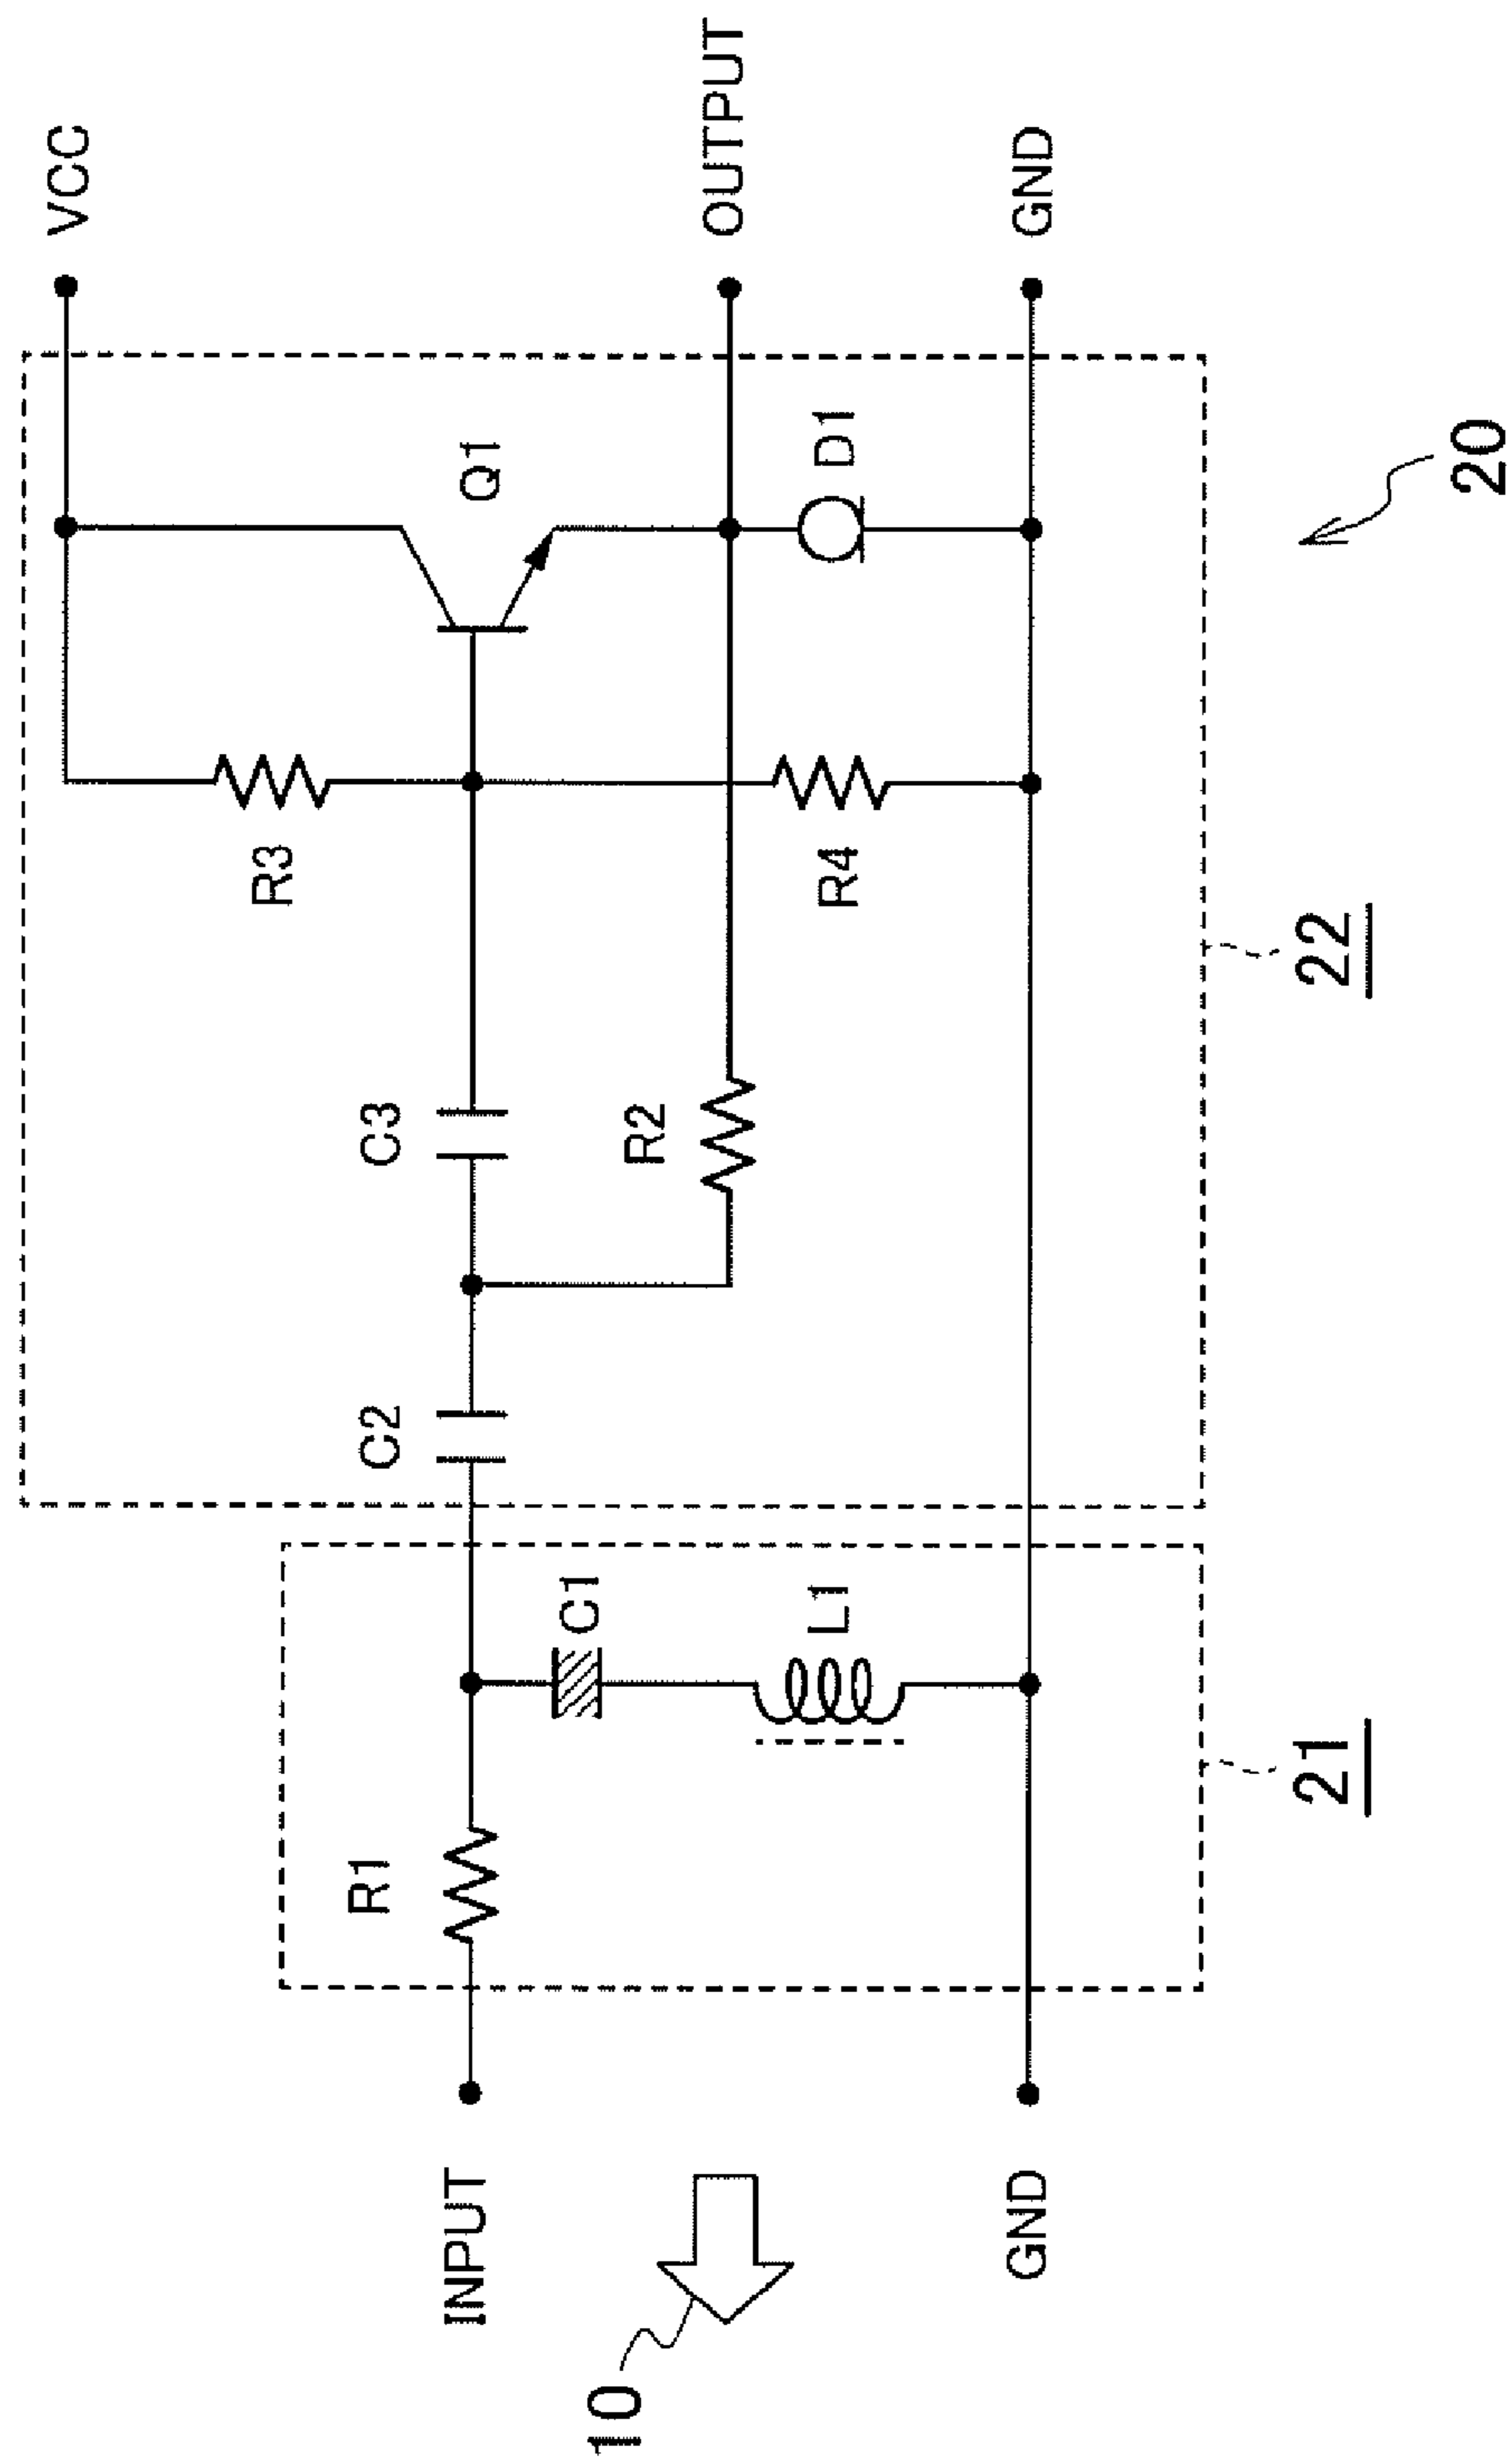 VCC
Q1
R3
OUTPUT
C3
C2
R2
D1
R4
R1
C1
L1
INPUT
GND
GND
10
20
21
22